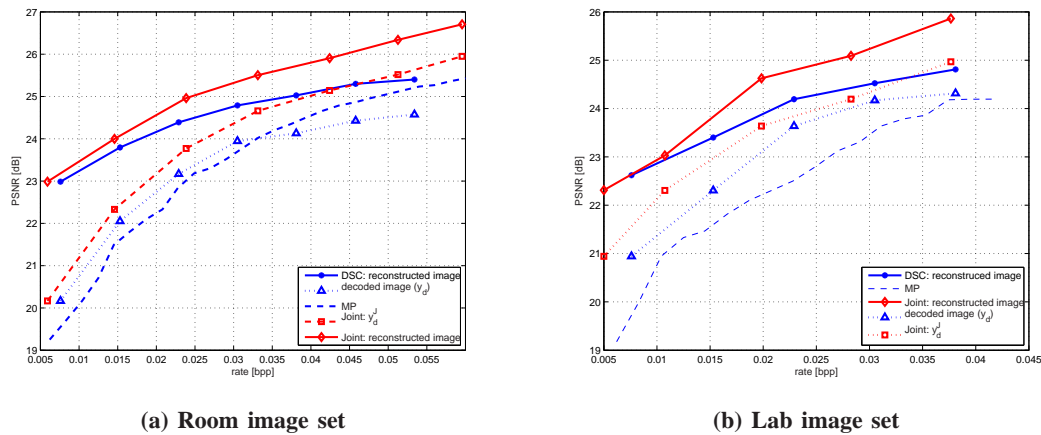 27
26
25
24
23
22
21
20
19
PSNR [dB]
0.005 0.01 0.015 0.02 0.025 0.03 0.035 0.04 0.045 0.05 0.055
rate [bpp]
DSC: reconstructed image
decoded image (y_d)
MP
Joint: y_d^J
Joint: reconstructed image
(a) Room image set
26
25
24
23
22
21
20
19
PSNR [dB]
0.005 0.01 0.015 0.02 0.025 0.03 0.035 0.04 0.045
rate [bpp]
DSC: reconstructed image
MP
Joint: reconstructed image
decoded image (y_d)
Joint: y_d^J
(b) Lab image set